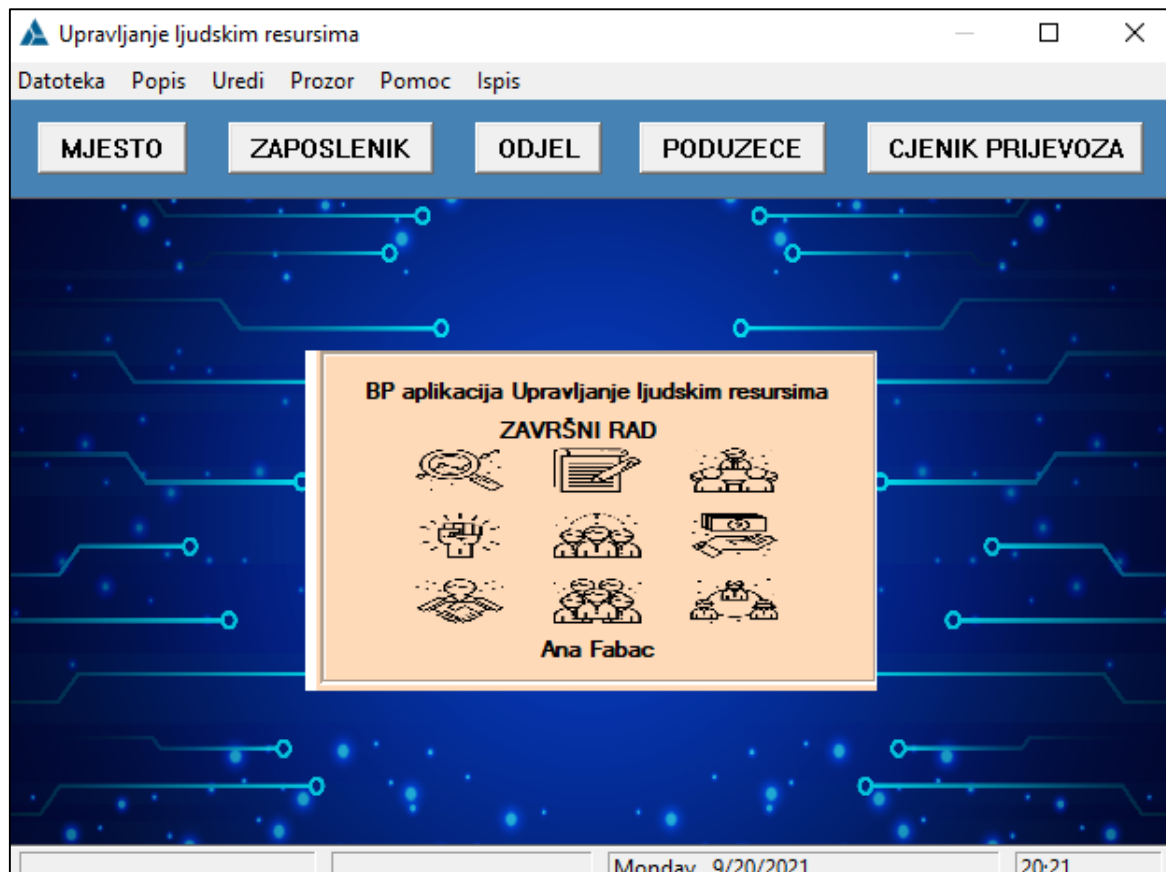 Upravljanje ljudskim resursima
Datoteka Popis Uredi Prozor Pomoc Ispis
MJESTO ZAPOSLENIK ODJEL PODUZECE CJENIK PRIJEVOZA
BP aplikacija Upravljanje ljudskim resursima
ZAVRŠNI RAD
Ana Fabac
Monday 9/20/2021 20:21